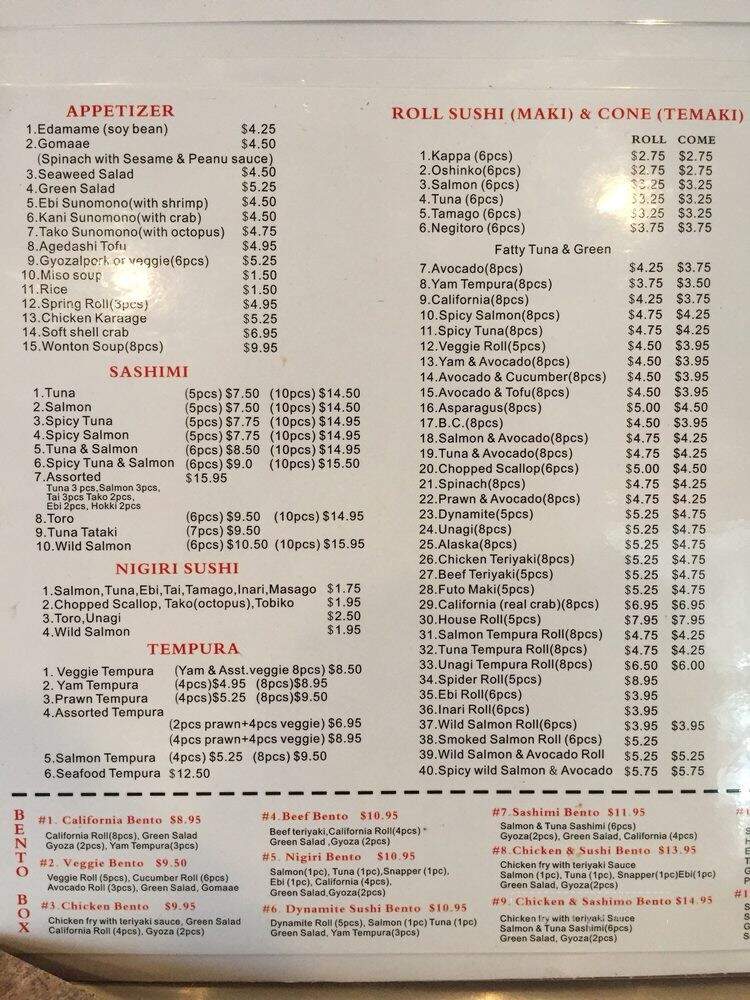 APPETIZER
1.Edamame (soy bean) $4.25
2.Gomaae $4.50
(Spinach with Sesame & Peanu sauce)
3.Seaweed Salad $4.50
4.Green Salad $5.25
5.Ebi Sunomono(with shrimp) $4.50
6.Kani Sunomono(with crab) $4.50
7.Tako Sunomono(with octopus) $4.75
8.Agedashi Tofu $4.95
9.Gyozalpork or veggie(6pcs) $5.25
10.Miso soup $1.50
11.Rice $1.50
12.Spring Roll(3pcs) $4.95
13.Chicken Karaage $5.25
14.Soft shell crab $6.95
15.Wonton Soup(8pcs) $9.95
SASHIMI
1.Tuna (5pcs) $7.50 (10pcs) $14.50
2.Salmon (5pcs) $7.50 (10pcs) $14.50
3.Spicy Tuna (5pcs) $7.75 (10pcs) $14.95
4.Spicy Salmon (5pcs) $7.75 (10pcs) $14.95
5.Tuna & Salmon (6pcs) $8.50 (10pcs) $14.95
6.Spicy Tuna & Salmon (6pcs) $9.0 (10pcs) $15.50
7.Assorted $15.95
Tuna 3 pcs,Salmon 3pcs,
Tai 3pcs Tako 2pcs,
Ebi 2pcs, Hokki 2pcs
8.Toro (6pcs) $9.50 (10pcs) $14.95
9.Tuna Tataki (7pcs) $9.50
10.Wild Salmon (6pcs) $10.50 (10pcs) $15.95
NIGIRI SUSHI
1.Salmon,Tuna,Ebi,Tai,Tamago,Inari,Masago $1.75
2.Chopped Scallop, Tako(octopus),Tobiko $1.95
3.Toro,Unagi $2.50
4.Wild Salmon $1.95
TEMPURA
1. Veggie Tempura (Yam & Asst.veggie 8pcs) $8.50
2. Yam Tempura (4pcs)$4.95 (8pcs)$8.95
3.Prawn Tempura (4pcs)$5.25 (8pcs)$9.50
4.Assorted Tempura
(2pcs prawn+4pcs veggie) $6.95
(4pcs prawn+4pcs veggie) $8.95
5.Salmon Tempura (4pcs) $5.25 (8pcs) $9.50
6.Seafood Tempura $12.50
ROLL SUSHI (MAKI) & CONE (TEMAKI)
ROLL COME
1.Kappa (6pcs) $2.75 $2.75
2.Oshinko(6pcs) $2.75 $2.75
3.Salmon (6pcs) $3.25 $3.25
4.Tuna (6pcs) $3.25 $3.25
5.Tamago (6pcs) $3.25 $3.25
6.Negitoro (6pcs) $3.75 $3.75
Fatty Tuna & Green
7.Avocado(8pcs) $4.25 $3.75
8.Yam Tempura(8pcs) $3.75 $3.50
9.California(8pcs) $4.25 $3.75
10.Spicy Salmon(8pcs) $4.75 $4.25
11.Spicy Tuna(8pcs) $4.75 $4.25
12.Veggie Roll(5pcs) $4.50 $3.95
13.Yam & Avocado(8pcs) $4.50 $3.95
14.Avocado & Cucumber(8pcs) $4.50 $3.95
15.Avocado & Tofu(8pcs) $4.50 $3.95
16.Asparagus(8pcs) $5.00 $4.50
17.B.C.(8pcs) $4.50 $3.95
18.Salmon & Avocado(8pcs) $4.75 $4.25
19.Tuna & Avocado(8pcs) $4.75 $4.25
20.Chopped Scallop(6pcs) $5.00 $4.50
21.Spinach(8pcs) $4.75 $4.25
22.Prawn & Avocado(8pcs) $4.75 $4.25
23.Dynamite(5pcs) $5.25 $4.75
24.Unagi(8pcs) $5.25 $4.75
25.Alaska(8pcs) $5.25 $4.75
26.Chicken Teriyaki(8pcs) $5.25 $4.75
27.Beef Teriyaki(5pcs) $5.25 $4.75
28.Futo Maki(5pcs) $5.25 $4.75
29.California (real crab)(8pcs) $6.95 $6.95
30.House Roll(5pcs) $7.95 $7.95
31.Salmon Tempura Roll(8pcs) $4.75 $4.25
32.Tuna Tempura Roll(8pcs) $4.75 $4.25
33.Unagi Tempura Roll(8pcs) $6.50 $6.00
34.Spider Roll(5pcs) $8.95
35.Ebi Roll(6pcs) $3.95
36.Inari Roll(6pcs) $3.95
37.Wild Salmon Roll(6pcs) $3.95 $3.95
38.Smoked Salmon Roll (6pcs) $5.25
39.Wild Salmon & Avocado Roll $5.25 $5.25
40.Spicy wild Salmon & Avocado $5.75 $5.75
BENTO BOX
#1. California Bento $8.95
California Roll(8pcs), Green Salad
Gyoza (2pcs), Yam Tempura(3pcs)
#2. Veggie Bento $9.50
Veggie Roll (5pcs), Cucumber Roll (6pcs)
Avocado Roll (3pcs), Green Salad, Gomaae
#3.Chicken Bento $9.95
Chicken fry with teriyaki sauce, Green Salad
California Roll (4pcs), Gyoza (2pcs)
#4.Beef Bento $10.95
Beef teriyaki,California Roll(4pcs)
Green Salad ,Gyoza (2pcs)
#5. Nigiri Bento $10.95
Salmon(1pc), Tuna (1pc),Snapper (1pc),
Ebi (1pc), California (4pcs),
Green Salad,Gyoza(2pcs)
#6. Dynamite Sushi Bento $10.95
Dynamite Roll (5pcs), Salmon (1pc) Tuna (1pc)
Green Salad, Yam Tempura(3pcs)
#7.Sashimi Bento $11.95
Salmon & Tuna Sashimi (6pcs)
Gyoza(2pcs), Green Salad, California (4pcs)
#8.Chicken & Sushi Bento $13.95
Chicken fry with teriyaki Sauce
Salmon (1pc), Tuna (1pc), Snapper(1pc)Ebi(1pc)
Green Salad, Gyoza(2pcs)
#9. Chicken & Sashimo Bento $14.95
Chicken fry with teriyaki Sauce
Salmon & Tuna Sashimi(6pcs)
Green Salad, Gyoza(2pcs)